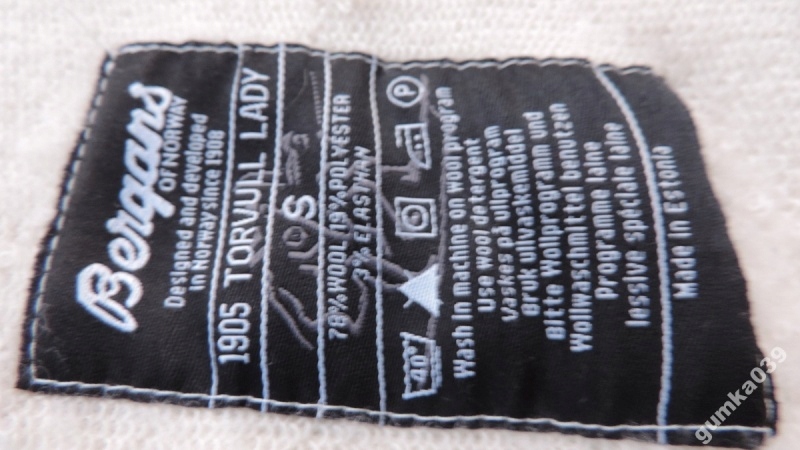 Bergans
OF NORWAY
Designed and developed
in Norway since 1908
1905 TORVULL LADY
S
78%WOOL 19%POLYESTER
3% ELASTHAN
40° P
Wash in machine on wool program
Use wool detergent
Vaskes på ullprogram
Bruk ullvaskemiddel
Bitte Wollprogramm und
Wollwaschmittel benutzen
Programme laine
lessive spéciale laine
Made in Estonia
gumka039